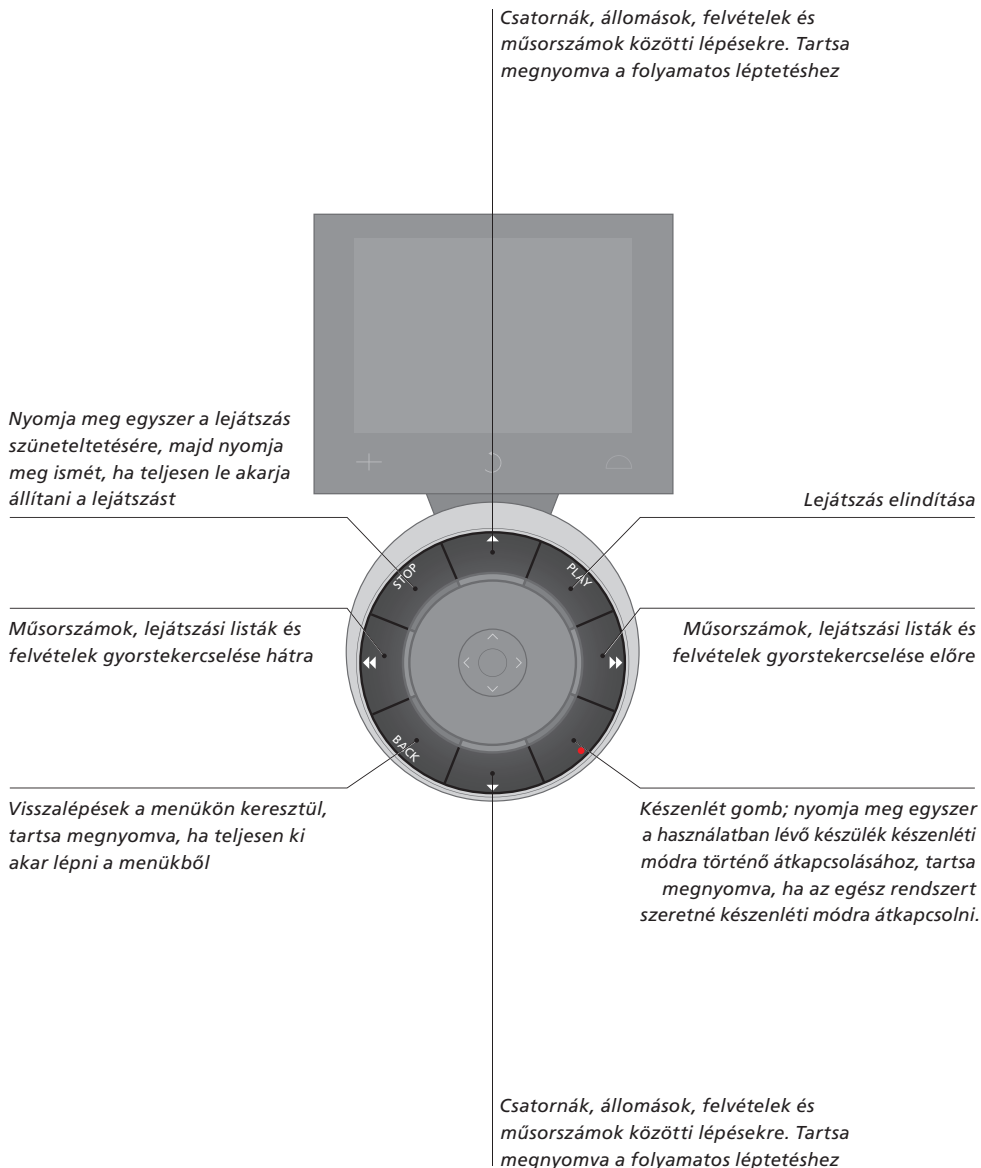 Csatornák, állomások, felvételek és
műsorszámok közötti lépésekre. Tartsa
megnyomva a folyamatos léptetéshez
Nyomja meg egyszer a lejátszás
szüneteltetésére, majd nyomja
meg ismét, ha teljesen le akarja
állítani a lejátszást
Lejátszás elindítása
STOP
PLAY
Műsorszámok, lejátszási listák és
felvételek gyorstekercselése hátra
Műsorszámok, lejátszási listák és
felvételek gyorstekercselése előre
BACK
Visszalépések a menükön keresztül,
tartsa megnyomva, ha teljesen ki
akar lépni a menükből
Készenlét gomb; nyomja meg egyszer
a használatban lévő készülék készenléti
módra történő átkapcsolásához, tartsa
megnyomva, ha az egész rendszert
szeretné készenléti módra átkapcsolni.
Csatornák, állomások, felvételek és
műsorszámok közötti lépésekre. Tartsa
megnyomva a folyamatos léptetéshez